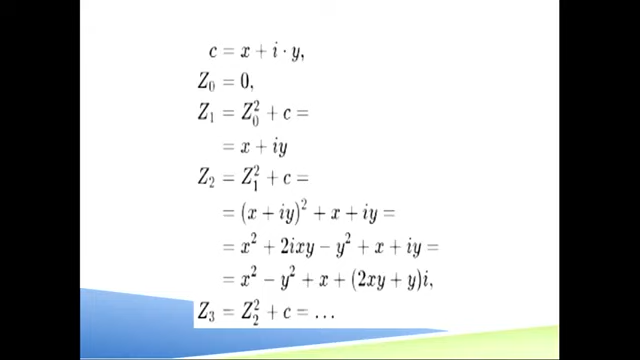 c = x + i · y,
Z₀ = 0,
Z₁ = Z₀² + c =
= x + iy
Z₂ = Z₁² + c =
= (x + iy)² + x + iy =
= x² + 2ixy − y² + x + iy =
= x² − y² + x + (2xy + y)i,
Z₃ = Z₂² + c = …